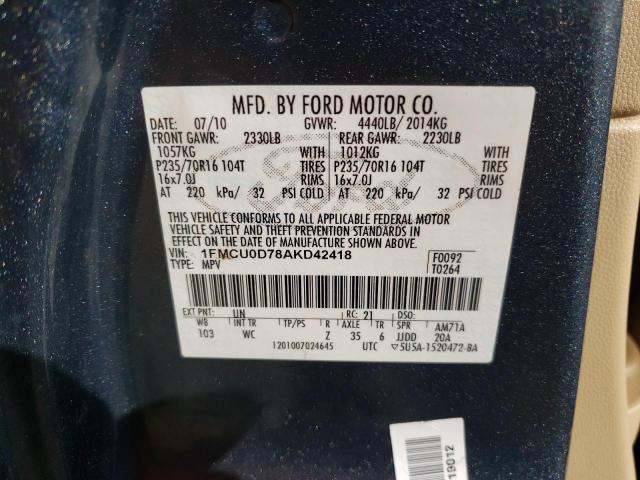 MFD. BY FORD MOTOR CO.
DATE: 07/10 GVWR: 4440LB/ 2014KG
FRONT GAWR: 2330LB REAR GAWR: 2230LB
1057KG WITH 1012KG WITH
P235/70R16 104T TIRES P235/70R16 104T TIRES
16x7.0J RIMS 16x7.0J RIMS
AT 220 kPa/ 32 PSI COLD AT 220 kPa/ 32 PSI COLD
THIS VEHICLE CONFORMS TO ALL APPLICABLE FEDERAL MOTOR
VEHICLE SAFETY AND THEFT PREVENTION STANDARDS IN
EFFECT ON THE DATE OF MANUFACTURE SHOWN ABOVE.
VIN: 1FMCU0D78AKD42418 F0092
TYPE: MPV T0264
EXT PNT: UN RC: 21 DSO:
WB INT TR TP/PS R AXLE TR SPR AM71A
103 WC Z 35 6 JJDD 20A
1201007024645 UTC ▽5U5A-1520472-BA
19012